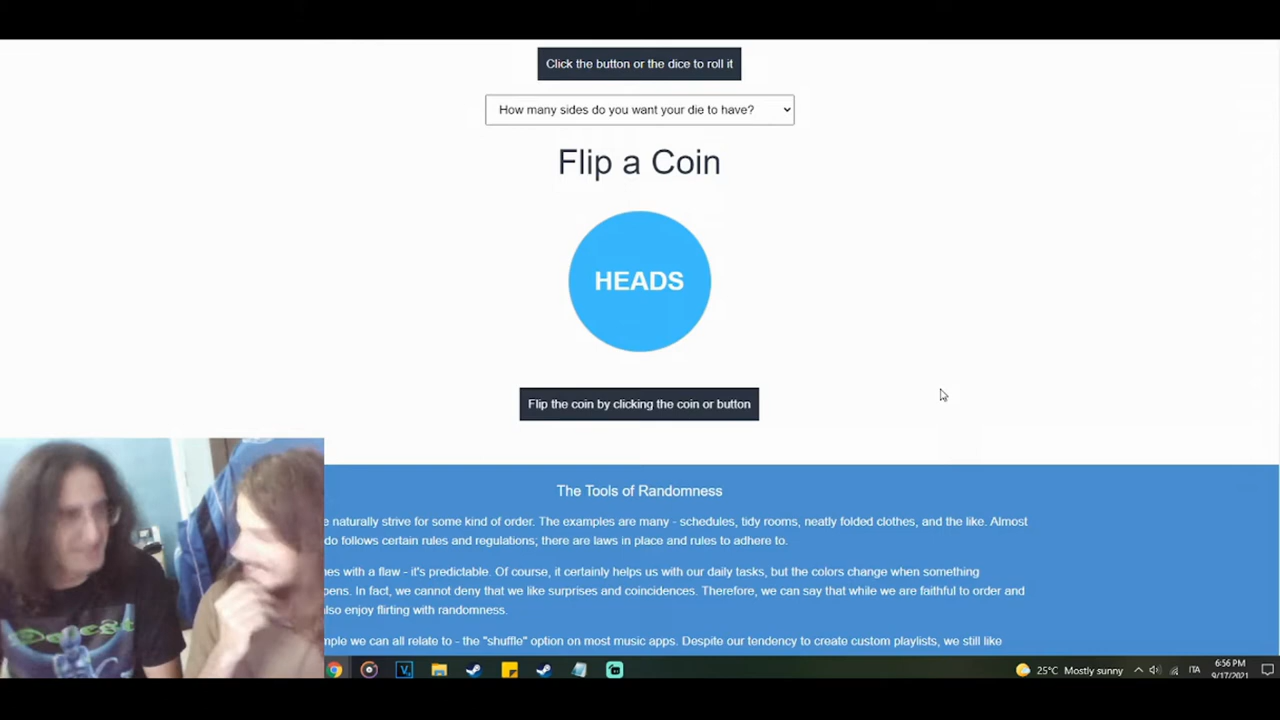 Click the button or the dice to roll it
How many sides do you want your die to have?
Flip a Coin
HEADS
Flip the coin by clicking the coin or button
The Tools of Randomness
e naturally strive for some kind of order. The examples are many - schedules, tidy rooms, neatly folded clothes, and the like. Almost
do follows certain rules and regulations; there are laws in place and rules to adhere to.
es with a flaw - it's predictable. Of course, it certainly helps us with our daily tasks, but the colors change when something
pens. In fact, we cannot deny that we like surprises and coincidences. Therefore, we can say that while we are faithful to order and
also enjoy flirting with randomness.
mple we can all relate to - the "shuffle" option on most music apps. Despite our tendency to create custom playlists, we still like
25°C Mostly sunny
ITA
6:56 PM
9/17/2021